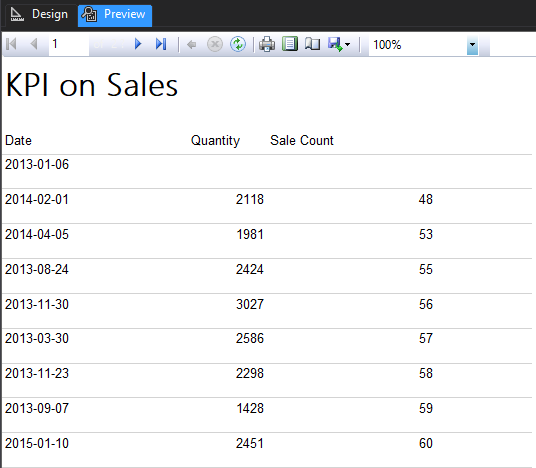 Design Preview
1 100%
KPI on Sales
Date Quantity Sale Count
2013-01-06
2014-02-01 2118 48
2014-04-05 1981 53
2013-08-24 2424 55
2013-11-30 3027 56
2013-03-30 2586 57
2013-11-23 2298 58
2013-09-07 1428 59
2015-01-10 2451 60